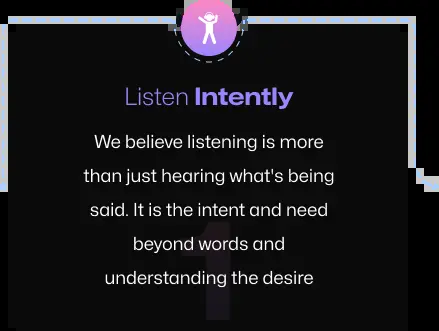 Listen Intently
We believe listening is more
than just hearing what's being
said. It is the intent and need
beyond words and
understanding the desire
1